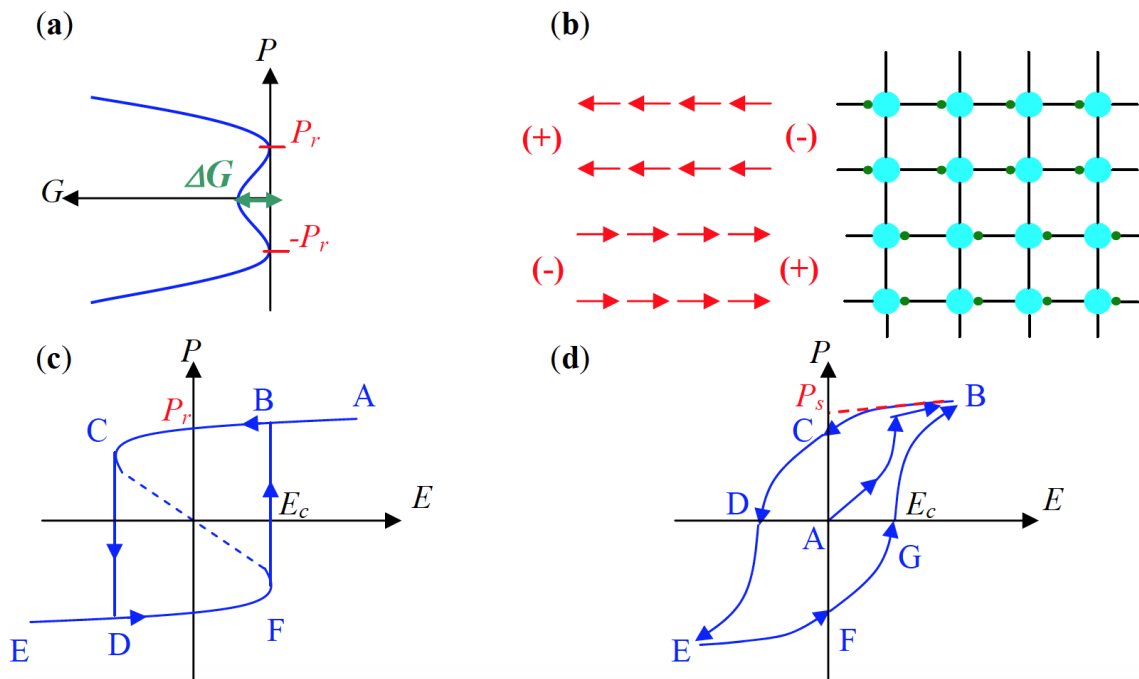 (a)
P
P_r
ΔG
G
-P_r
(b)
(+)
(-)
(-)
(+)
(c)
P
P_r
B
A
C
E_c
E
E
D
F
(d)
P
P_s
B
C
D
E_c
E
A
G
E
F